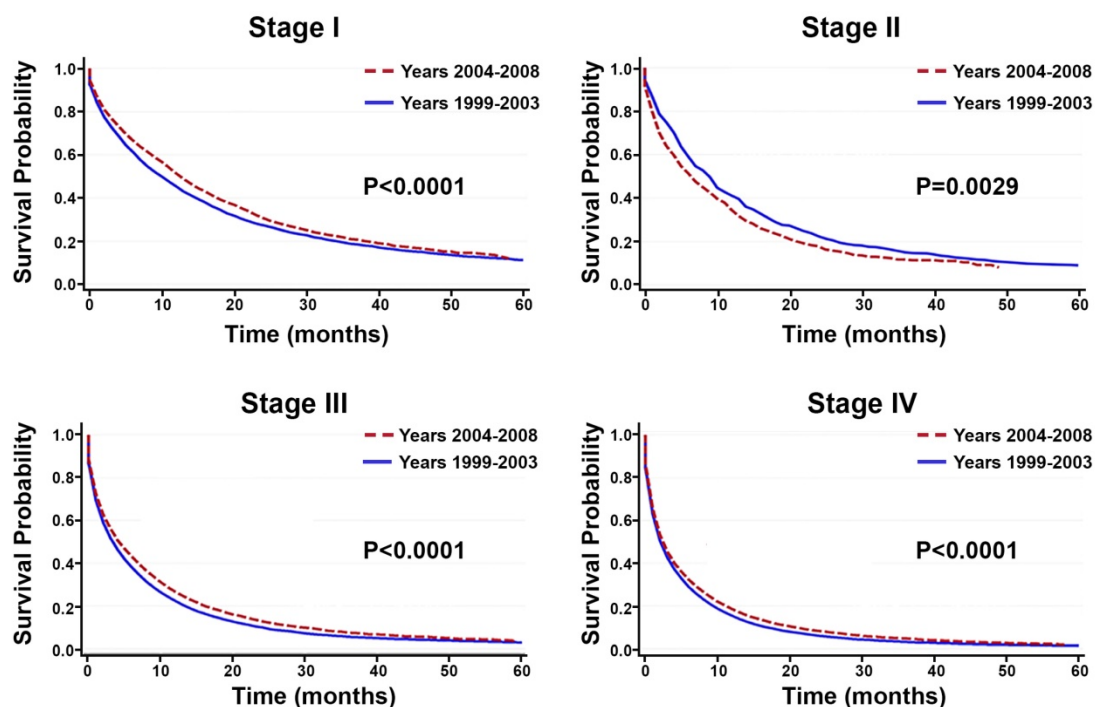 Stage I
Survival Probability
1.0
0.8
0.6
0.4
0.2
0.0
Years 2004-2008
Years 1999-2003
P<0.0001
0 10 20 30 40 50 60
Time (months)
Stage II
Survival Probability
1.0
0.8
0.6
0.4
0.2
0.0
Years 2004-2008
Years 1999-2003
P=0.0029
0 10 20 30 40 50 60
Time (months)
Stage III
Survival Probability
1.0
0.8
0.6
0.4
0.2
0.0
Years 2004-2008
Years 1999-2003
P<0.0001
0 10 20 30 40 50 60
Time (months)
Stage IV
Survival Probability
1.0
0.8
0.6
0.4
0.2
0.0
Years 2004-2008
Years 1999-2003
P<0.0001
0 10 20 30 40 50 60
Time (months)